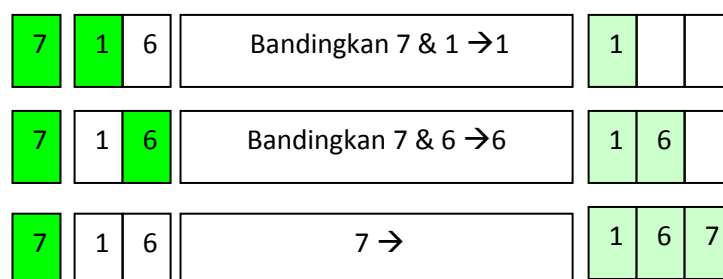 7 1 6 Bandingkan 7 & 1 →1 1
7 1 6 Bandingkan 7 & 6 →6 1 6
7 1 6 7 → 1 6 7